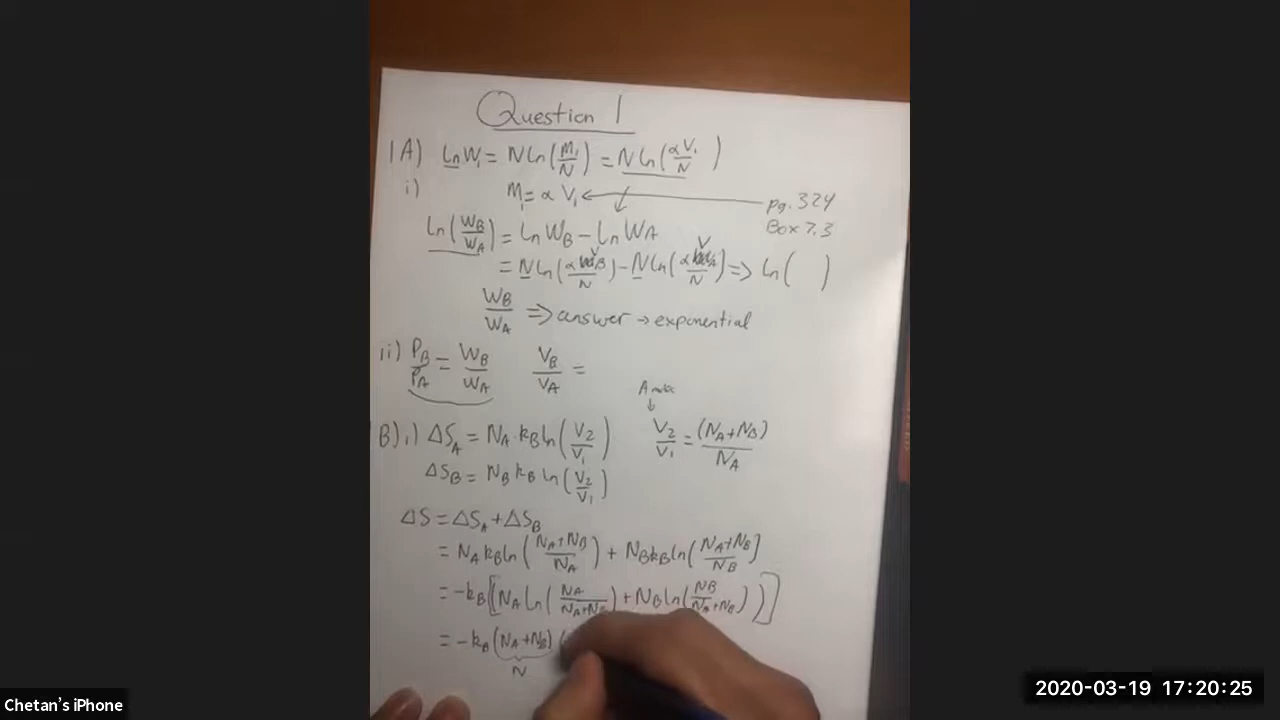 Question 1
1A) ln W₁ = N ln(M₁/N) = N ln(αV₁/N)
i) M₁ = α V₁ ← pg. 324
Box 7.3
ln(W_B/W_A) = ln W_B − ln W_A
= N ln(αV_B/N) − N ln(αV_A/N) ⇒ ln( )
W_B/W_A ⇒ answer → exponential
ii) P_B/P_A = W_B/W_A V_B/V_A =
B) i) ΔS_A = N_A·k_B ln(V₂/V₁) V₂/V₁ = (N_A+N_B)/N_A
ΔS_B = N_B k_B ln(V₂/V₁)
ΔS = ΔS_A + ΔS_B
= N_A k_B ln(N_A+N_B/N_A) + N_B k_B ln(N_A+N_B/N_B)
= −k_B[N_A ln(N_A/N_A+N_B) + N_B ln(N_B/N_A+N_B))]
= −k_B (N_A+N_B) (
N
Chetan's iPhone
2020-03-19 17:20:25